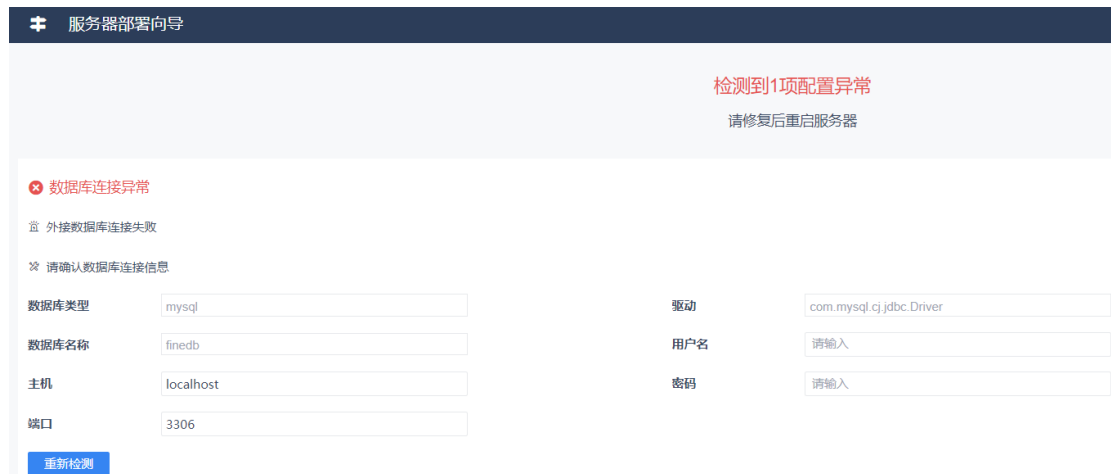 服务器部署向导
检测到1项配置异常
请修复后重启服务器
数据库连接异常
外接数据库连接失败
请确认数据库连接信息
数据库类型 mysql 驱动 com.mysql.cj.jdbc.Driver
数据库名称 finedb 用户名 请输入
主机 localhost 密码 请输入
端口 3306
重新检测